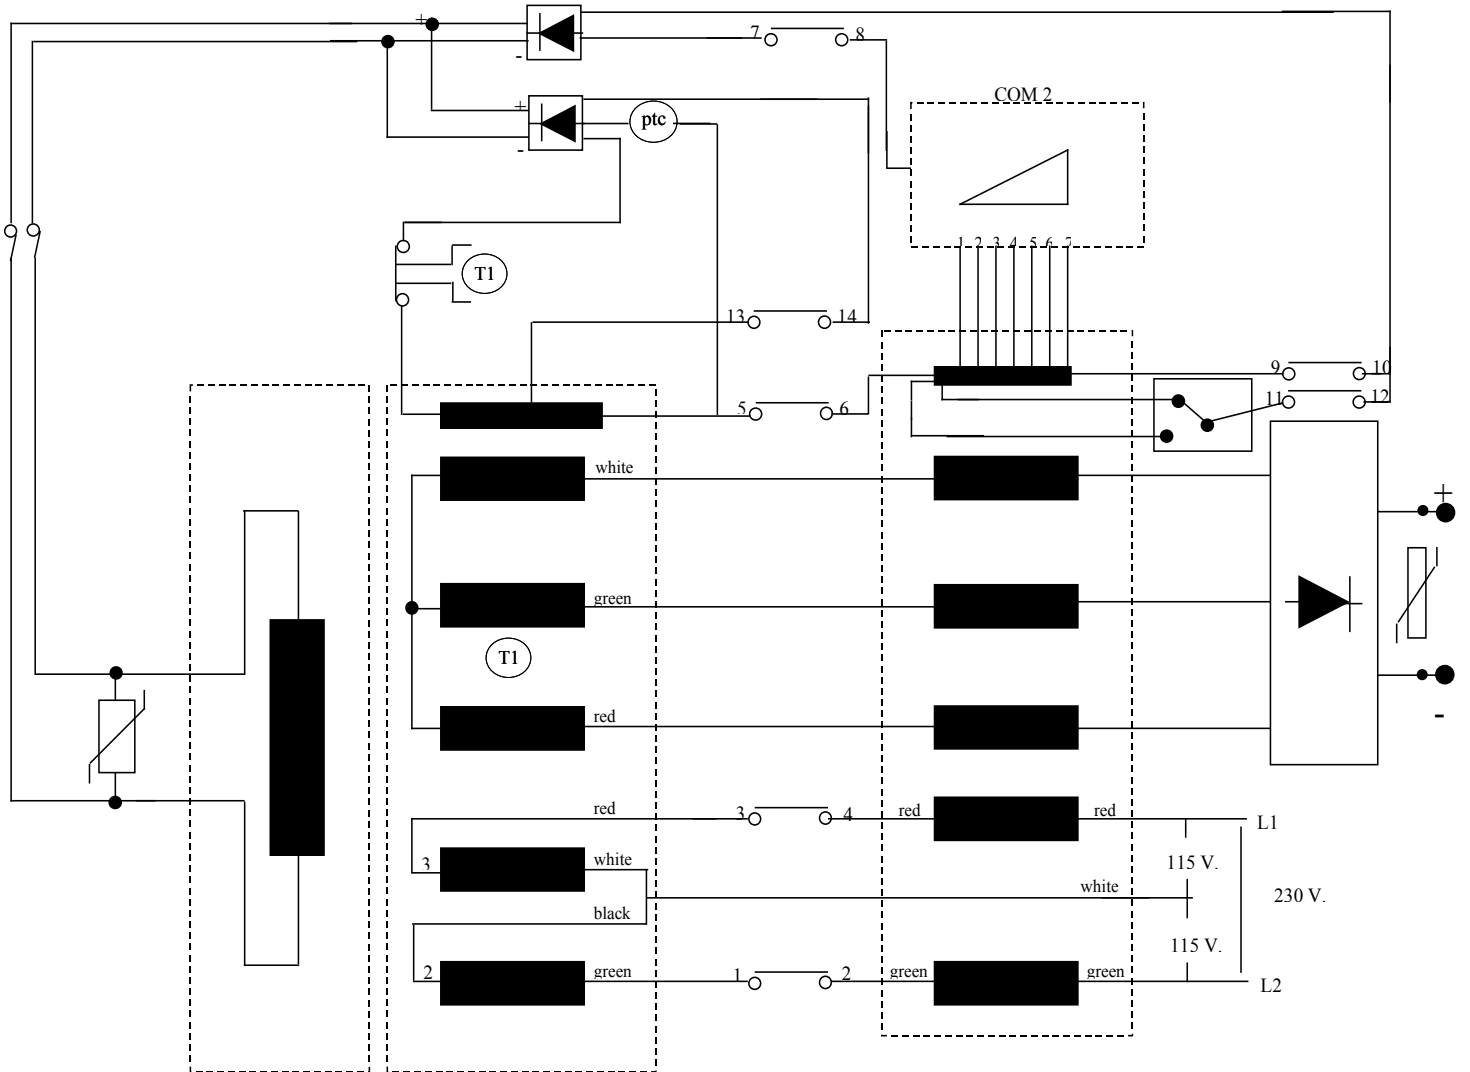 +
7 8
-
COM 2
+
ptc
-
1 2 3 4 5 6 7
T1
13 14
9 10
11 12
5 6
white
+
green
T1
red
-
red 3 4 red red L1
3 white 115 V.
white 230 V.
black
115 V.
2 green 1 2 green green L2